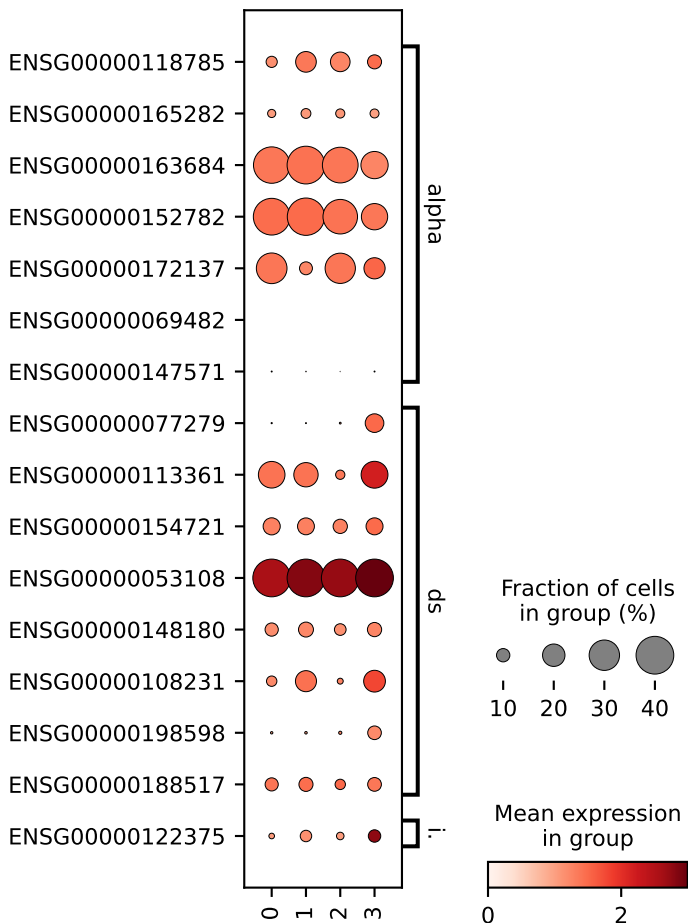 ENSG00000118785
ENSG00000165282
ENSG00000163684
ENSG00000152782
ENSG00000172137
ENSG00000069482
ENSG00000147571
ENSG00000077279
ENSG00000113361
ENSG00000154721
ENSG00000053108
ENSG00000148180
ENSG00000108231
ENSG00000198598
ENSG00000188517
ENSG00000122375
alpha
ds
i.
0 1 2 3
Fraction of cells
in group (%)
10 20 30 40
Mean expression
in group
0 2